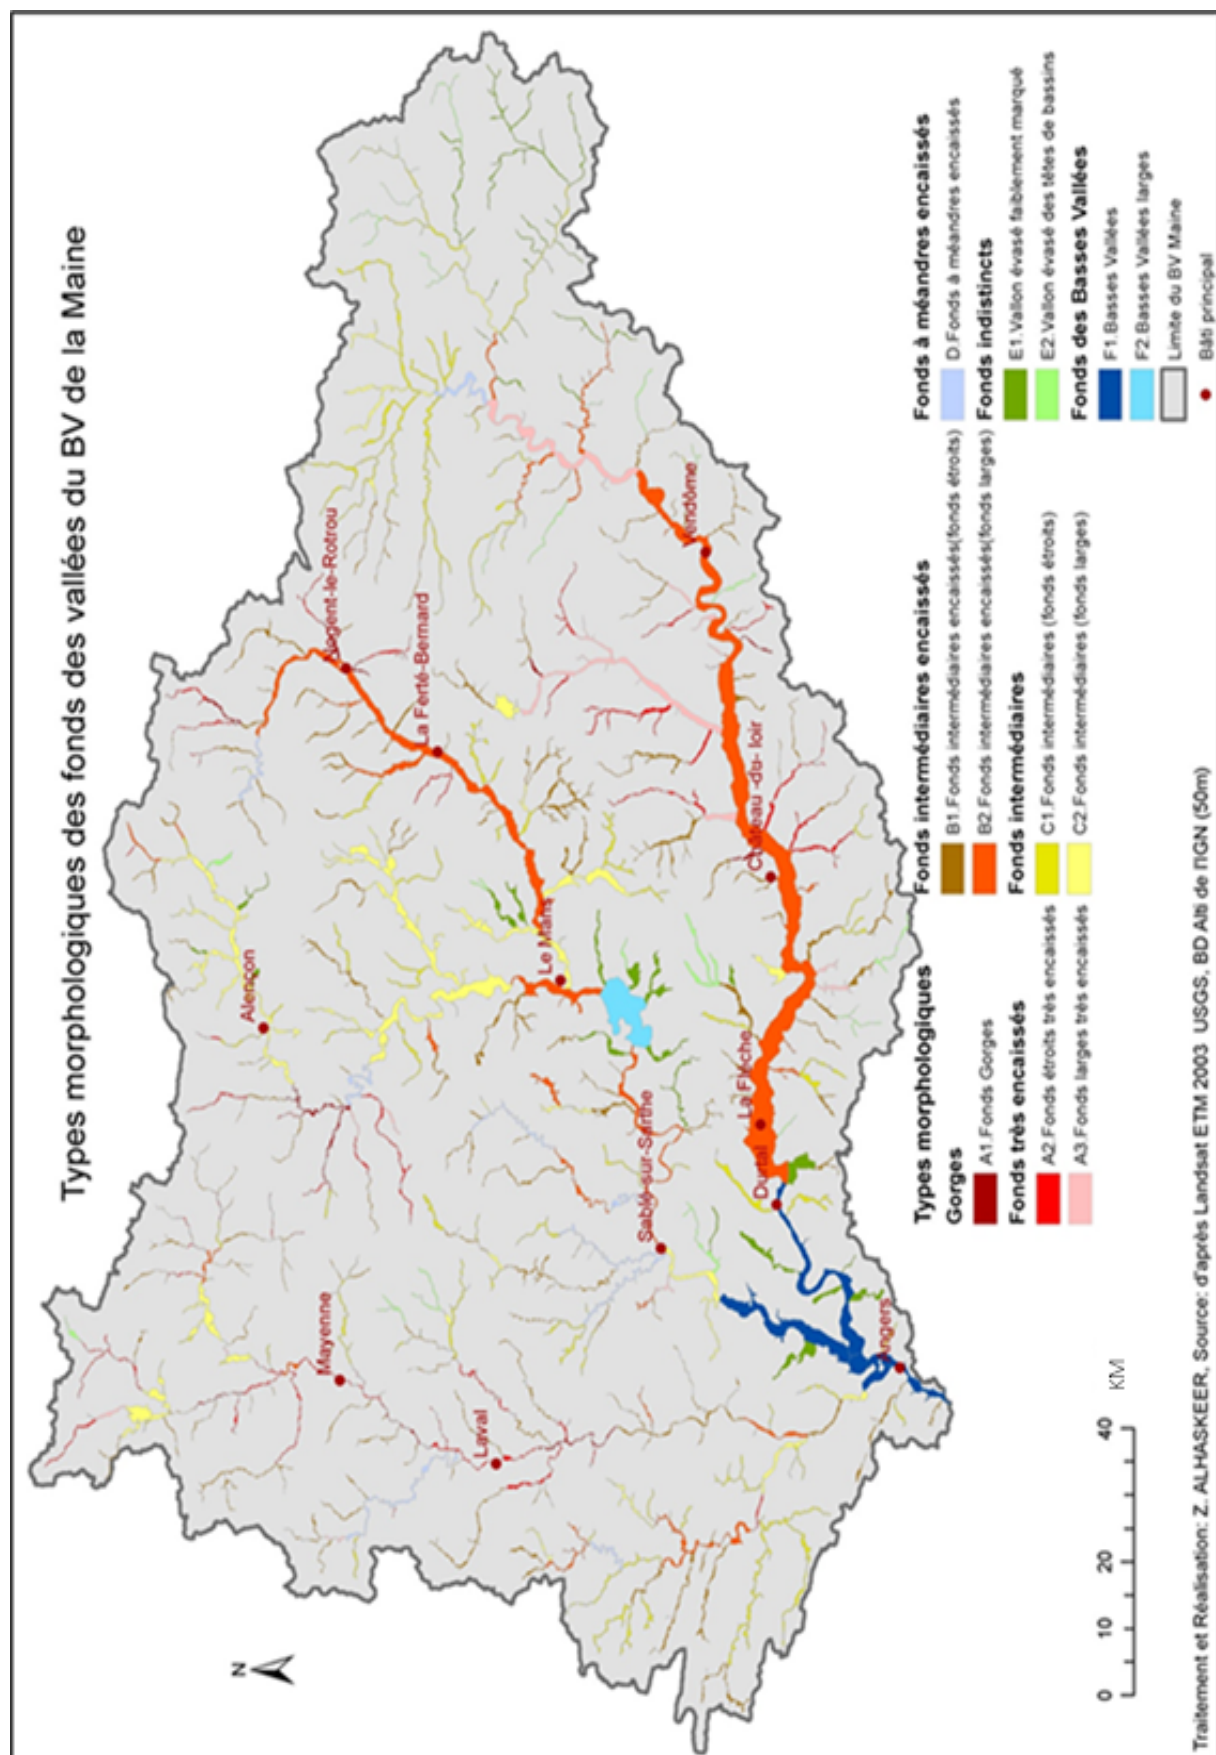 Types morphologiques des fonds des vallées du BV de la Maine
N
Alençon
Nogent-le-Rotrou
Mayenne
La Ferté-Bernard
Laval
Le Mans
Sablé-sur-Sarthe
La Flèche
Château -du- loir
Vendôme
Durtal
Angers
KM
0 10 20 40
Types morphologiques
Gorges
A1.Fonds Gorges
Fonds très encaissés
A2.Fonds étroits très encaissés
A3.Fonds larges très encaissés
Fonds intermédiaires encaissés
B1.Fonds intermédiaires encaissés(fonds étroits)
B2.Fonds intermédiaires encaissés(fonds larges)
Fonds intermédiaires
C1.Fonds intermédiaires (fonds étroits)
C2.Fonds intermédiaires (fonds larges)
Fonds à méandres encaissés
D.Fonds à méandres encaissés
Fonds indistincts
E1.Vallon évasé faiblement marqué
E2.Vallon évasé des têtes de bassins
Fonds des Basses Vallées
F1.Basses Vallées
F2.Basses Vallées larges
Limite du BV Maine
Bâti principal
Traitement et Réalisation: Z. ALHASKER, Source: d'après Landsat ETM 2003 USGS, BD Alti de l'IGN (50m)